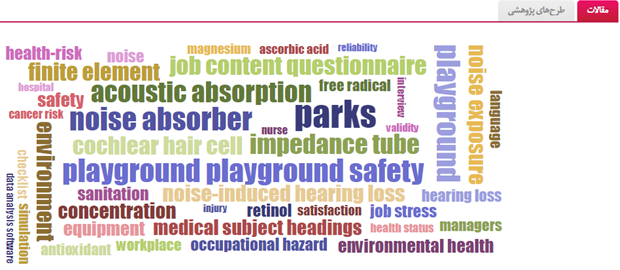 مقالات
طرح‌های پژوهشی
health-risk
noise
magnesium
ascorbic acid
reliability
finite element
job content questionnaire
playground
noise exposure
hospital
acoustic absorption
free radical
interview
language
safety
cancer risk
noise absorber
nurse
parks
validity
environment
cochlear hair cell
impedance tube
checklist
playground playground safety
data analysis software
simulation
sanitation
noise-induced hearing loss
hearing loss
concentration
injury
retinol
satisfaction
job stress
equipment
medical subject headings
health status
managers
antioxidant
workplace
occupational hazard
environmental health